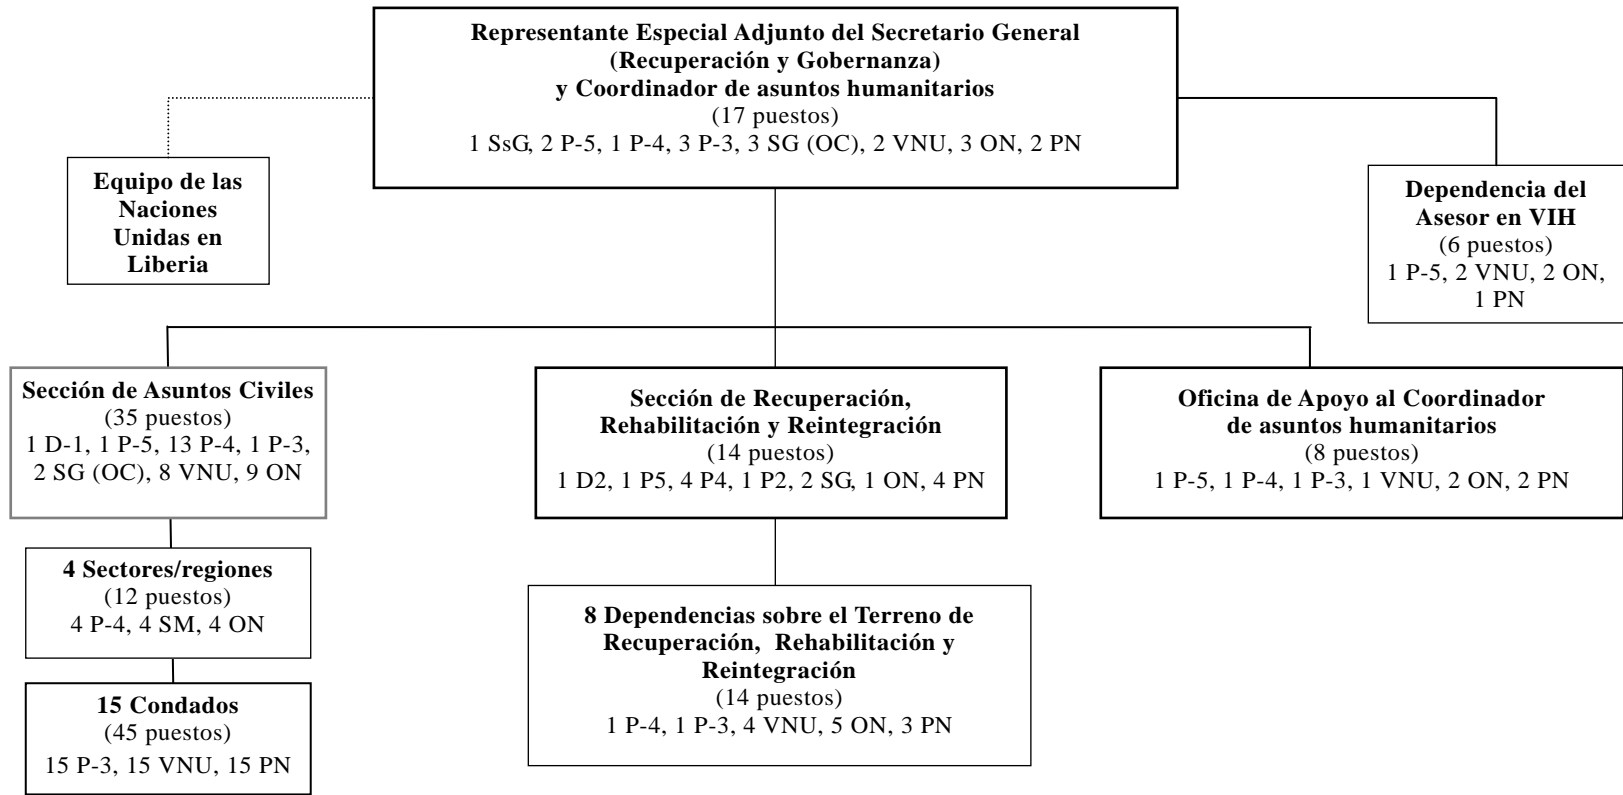 Representante Especial Adjunto del Secretario General
(Recuperación y Gobernanza)
y Coordinador de asuntos humanitarios
(17 puestos)
1 SsG, 2 P-5, 1 P-4, 3 P-3, 3 SG (OC), 2 VNU, 3 ON, 2 PN
Equipo de las
Naciones
Unidas en
Liberia
Dependencia del
Asesor en VIH
(6 puestos)
1 P-5, 2 VNU, 2 ON,
1 PN
Sección de Asuntos Civiles
(35 puestos)
1 D-1, 1 P-5, 13 P-4, 1 P-3,
2 SG (OC), 8 VNU, 9 ON
Sección de Recuperación,
Rehabilitación y Reintegración
(14 puestos)
1 D2, 1 P5, 4 P4, 1 P2, 2 SG, 1 ON, 4 PN
Oficina de Apoyo al Coordinador
de asuntos humanitarios
(8 puestos)
1 P-5, 1 P-4, 1 P-3, 1 VNU, 2 ON, 2 PN
4 Sectores/regiones
(12 puestos)
4 P-4, 4 SM, 4 ON
8 Dependencias sobre el Terreno de
Recuperación, Rehabilitación y
Reintegración
(14 puestos)
1 P-4, 1 P-3, 4 VNU, 5 ON, 3 PN
15 Condados
(45 puestos)
15 P-3, 15 VNU, 15 PN